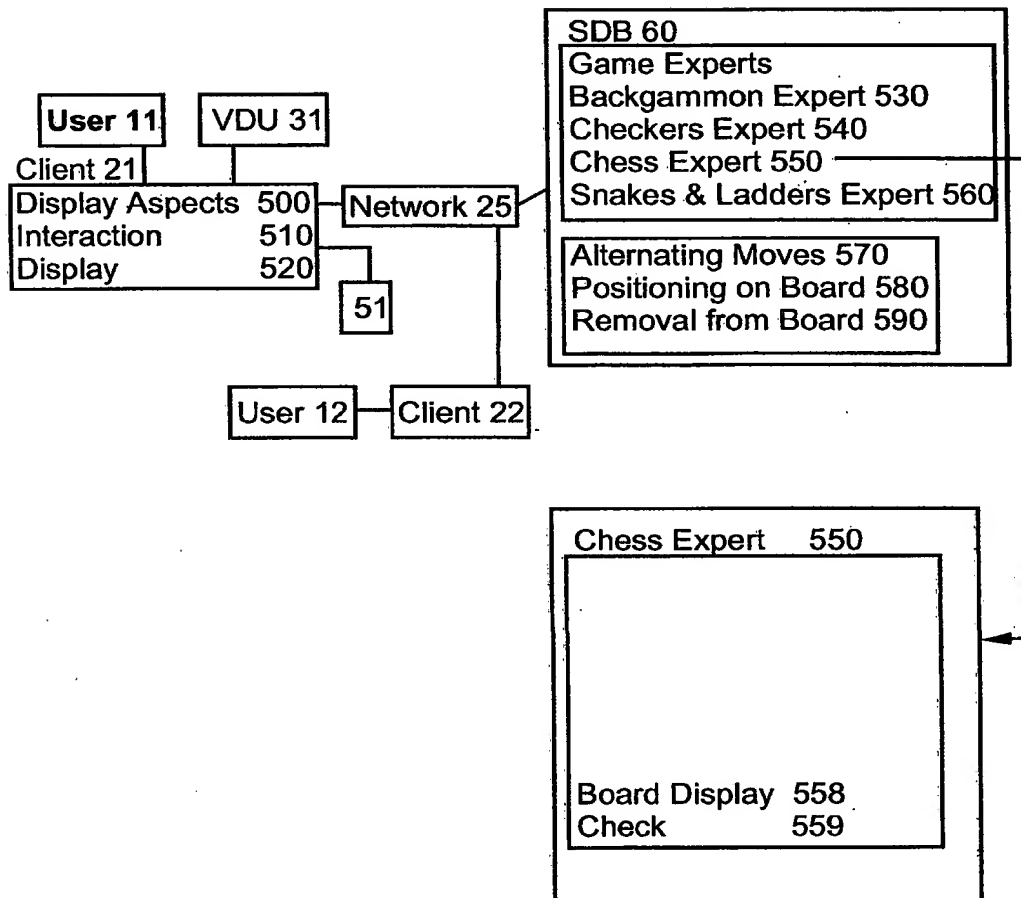 SDB 60
Game Experts
Backgammon Expert 530
Checkers Expert 540
Chess Expert 550
Snakes & Ladders Expert 560
Alternating Moves 570
Positioning on Board 580
Removal from Board 590
User 11
VDU 31
Client 21
Display Aspects 500
Interaction 510
Display 520
Network 25
51
User 12
Client 22
Chess Expert 550
Board Display 558
Check 559